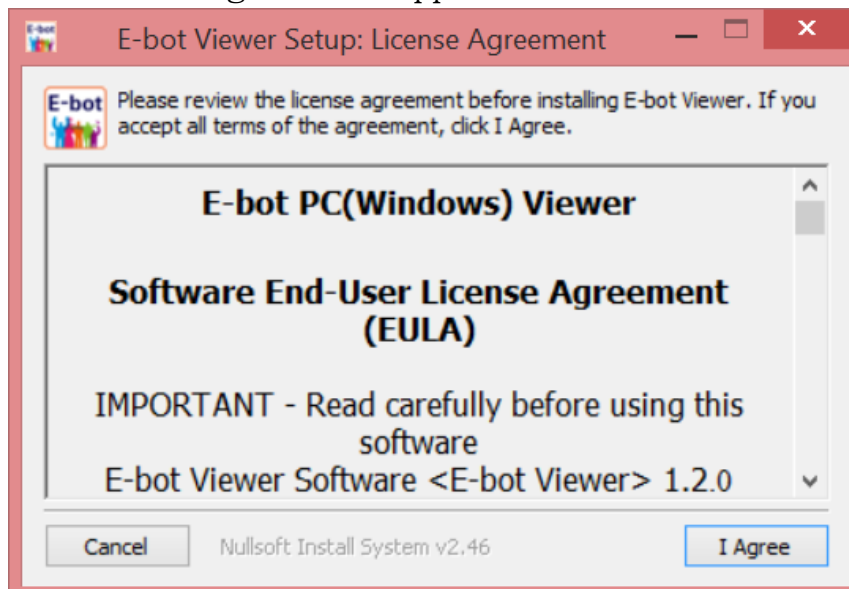 E-bot Viewer Setup: License Agreement
E-bot
Please review the license agreement before installing E-bot Viewer. If you
accept all terms of the agreement, click I Agree.
E-bot PC(Windows) Viewer
Software End-User License Agreement
(EULA)
IMPORTANT - Read carefully before using this
software
E-bot Viewer Software <E-bot Viewer> 1.2.0
Cancel
Nullsoft Install System v2.46
I Agree